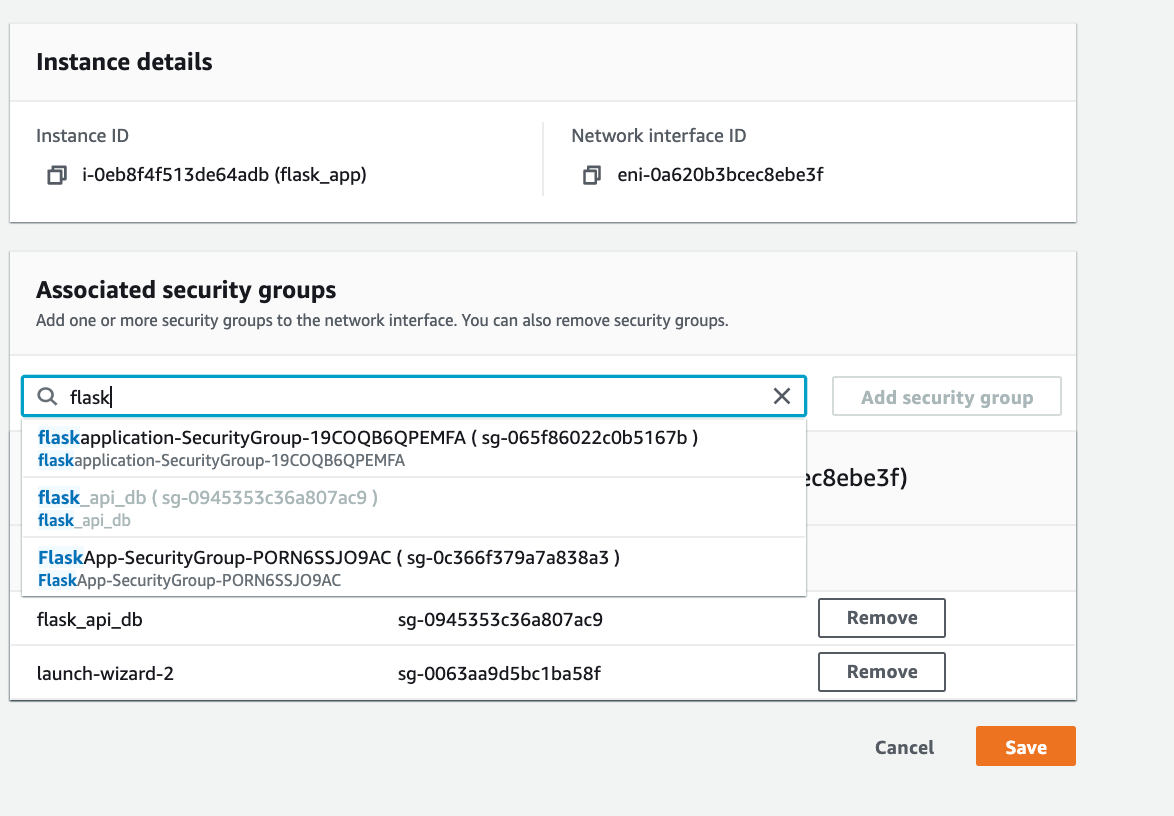 Instance details
Instance ID
Network interface ID
i-0eb8f4f513de64adb (flask_app)
eni-0a620b3bcec8ebe3f
Associated security groups
Add one or more security groups to the network interface. You can also remove security groups.
flask
Add security group
flaskapplication-SecurityGroup-19COQB6QPEMFA ( sg-065f86022c0b5167b )
flaskapplication-SecurityGroup-19COQB6QPEMFA
ec8ebe3f)
flask_api_db ( sg-0945353c36a807ac9 )
flask_api_db
FlaskApp-SecurityGroup-PORN6SSJO9AC ( sg-0c366f379a7a838a3 )
FlaskApp-SecurityGroup-PORN6SSJO9AC
flask_api_db
sg-0945353c36a807ac9
Remove
launch-wizard-2
sg-0063aa9d5bc1ba58f
Remove
Cancel
Save